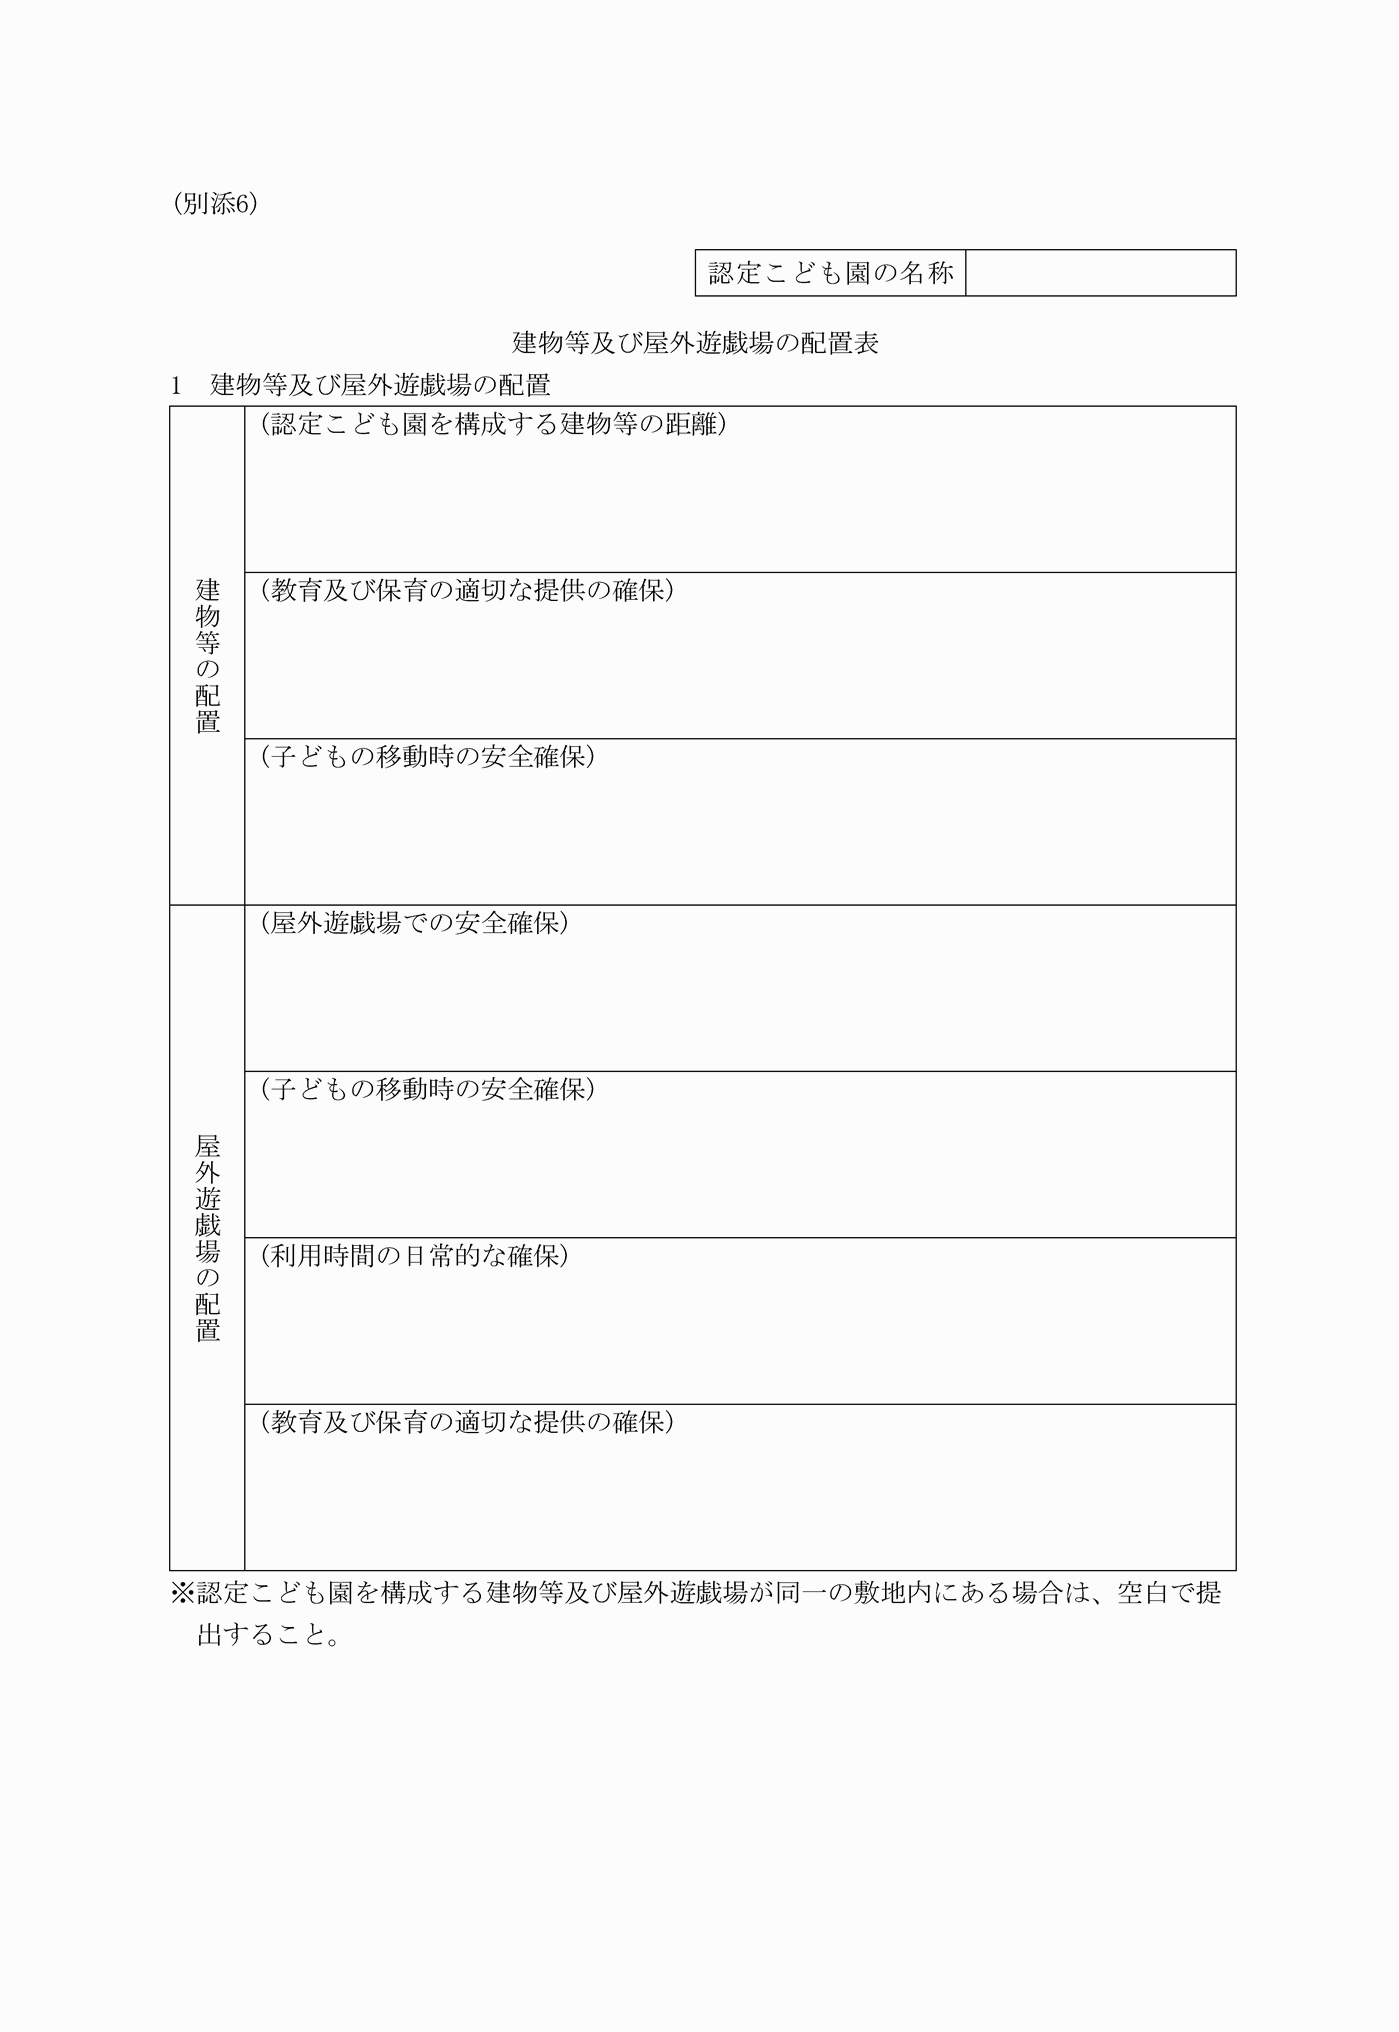 （別添6）
認定こども園の名称
建物等及び屋外遊戯場の配置表
1　建物等及び屋外遊戯場の配置
建物等の配置
（認定こども園を構成する建物等の距離）
（教育及び保育の適切な提供の確保）
（子どもの移動時の安全確保）
屋外遊戯場の配置
（屋外遊戯場での安全確保）
（子どもの移動時の安全確保）
（利用時間の日常的な確保）
（教育及び保育の適切な提供の確保）
※認定こども園を構成する建物等及び屋外遊戯場が同一の敷地内にある場合は、空白で提
出すること。